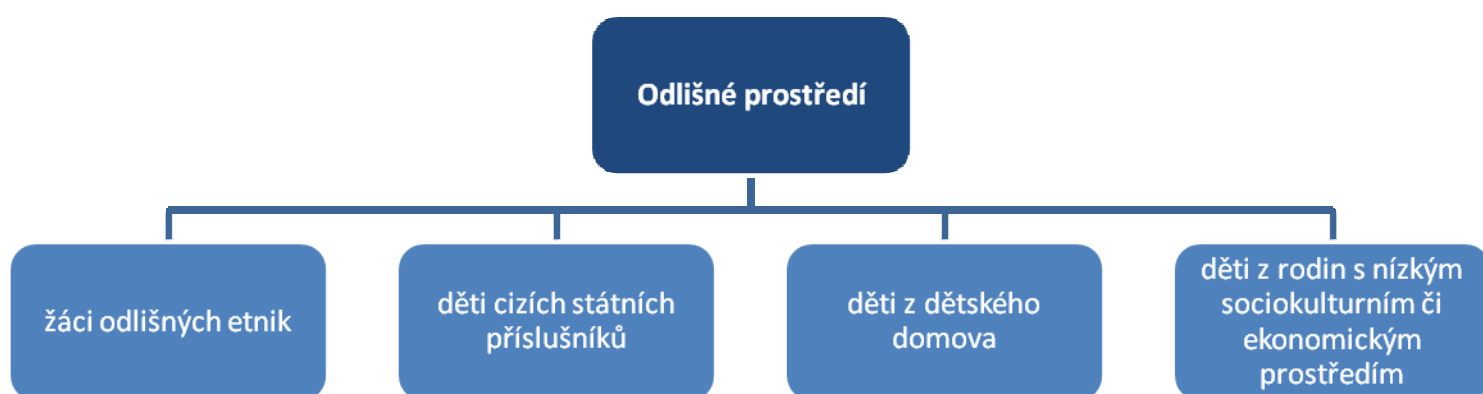 Odlišné prostředí
žáci odlišných etnik
děti cizích státních
příslušníků
děti z dětského
domova
děti z rodin s nízkým
sociokulturním či
ekonomickým
prostředím